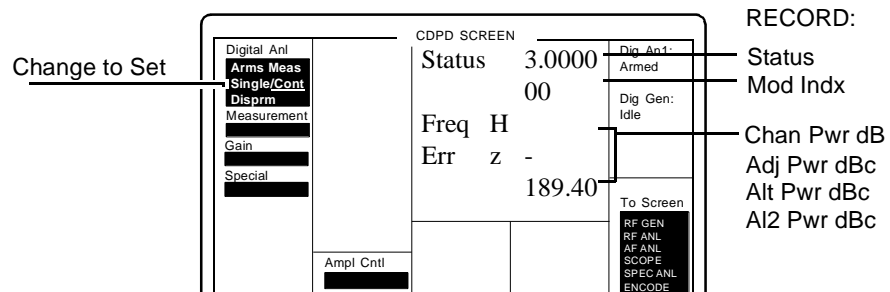 RECORD:
CDPD SCREEN
Change to Set
Digital Anl
Arms Meas
Single/Cont
Disprm
Measurement
Gain
Special
Ampl Cntl
Status 3.0000
00
Freq H
Err z -
189.40
Dig An1:
Armed
Dig Gen:
Idle
To Screen
RF GEN
RF ANL
AF ANL
SCOPE
SPEC ANL
ENCODE
Status
Mod Indx
Chan Pwr dB
Adj Pwr dBc
Alt Pwr dBc
Al2 Pwr dBc